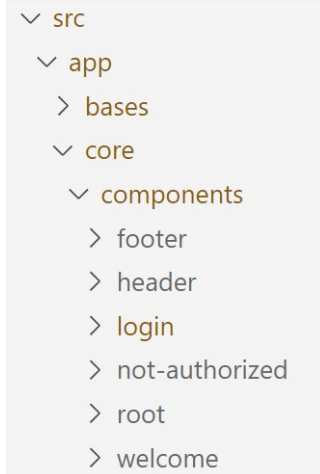 src
app
bases
core
components
footer
header
login
not-authorized
root
welcome